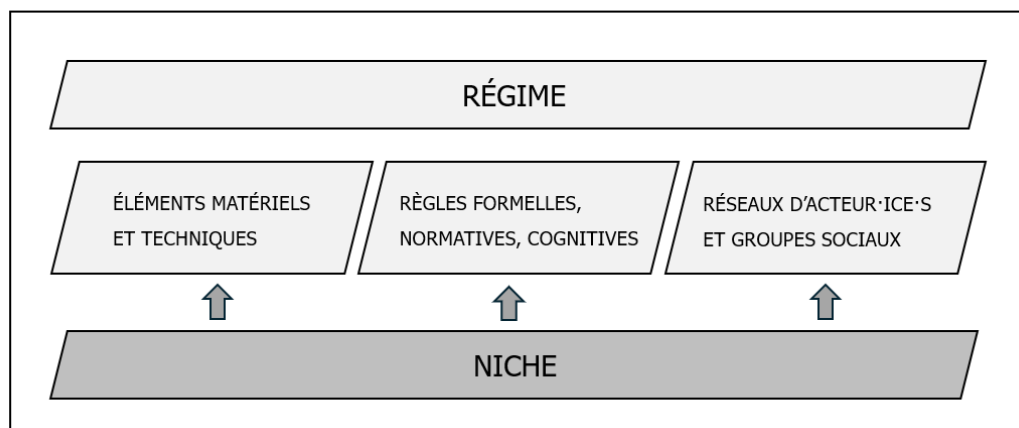 RÉGIME
ÉLÉMENTS MATÉRIELS
ET TECHNIQUES
RÈGLES FORMELLES,
NORMATIVES, COGNITIVES
RÉSEAUX D’ACTEUR·ICE·S
ET GROUPES SOCIAUX
NICHE